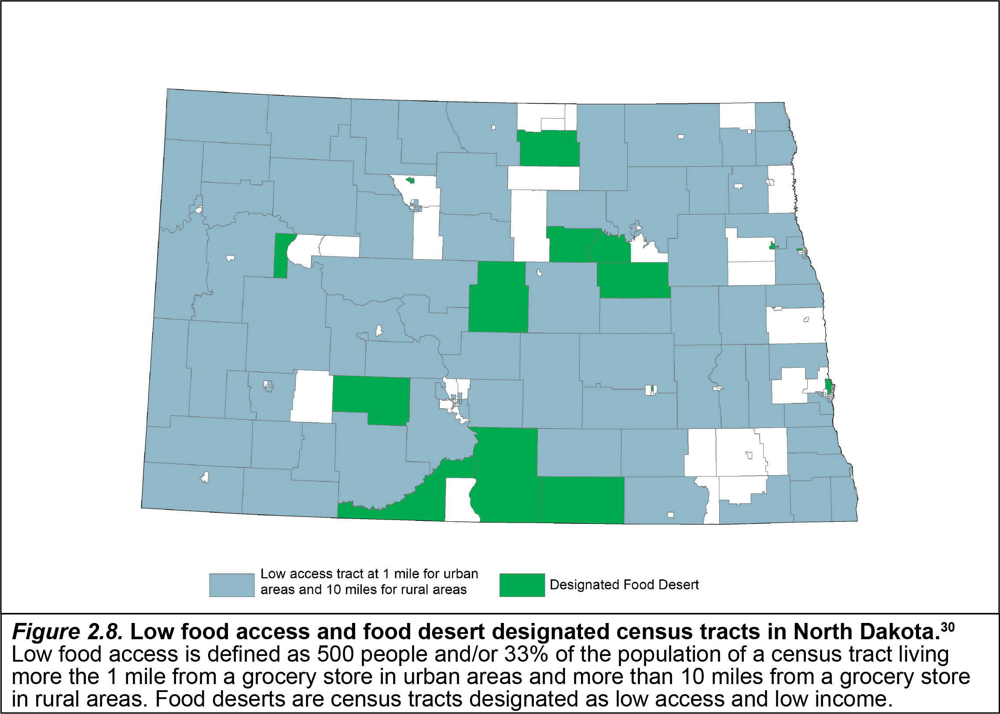 Low access tract at 1 mile for urban
areas and 10 miles for rural areas
Designated Food Desert
Figure 2.8. Low food access and food desert designated census tracts in North Dakota.30
Low food access is defined as 500 people and/or 33% of the population of a census tract living
more the 1 mile from a grocery store in urban areas and more than 10 miles from a grocery store
in rural areas. Food deserts are census tracts designated as low access and low income.